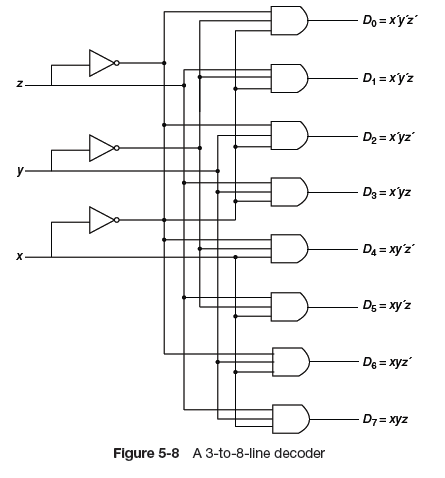 D₀ = x′y′z′
z
D₁ = x′y′z
D₂ = x′yz′
y
D₃ = x′yz
x
D₄ = xy′z′
D₅ = xy′z
D₆ = xyz′
D₇ = xyz
Figure 5-8 A 3-to-8-line decoder